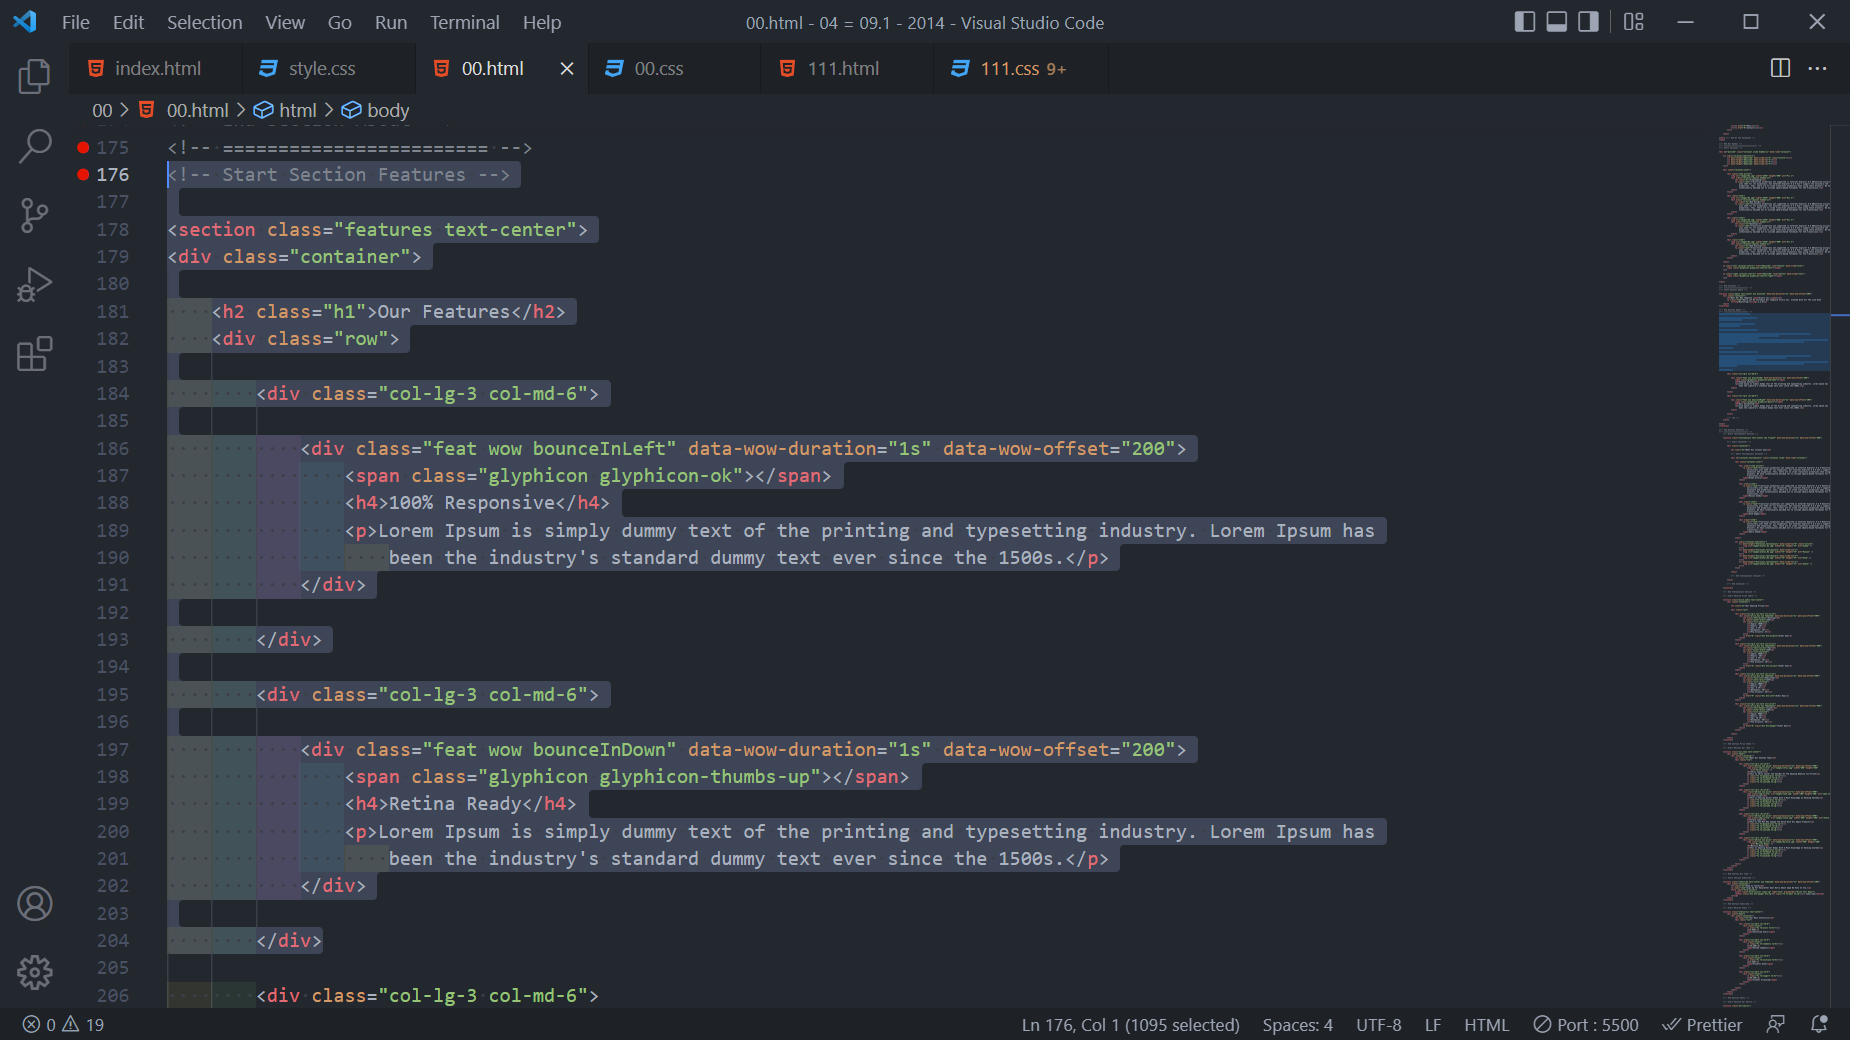 File Edit Selection View Go Run Terminal Help 00.html - 04 = 09.1 - 2014 - Visual Studio Code
index.html style.css 00.html 00.css 111.html 111.css 9+
00 > 00.html > html > body
175 <!-- ======================== -->
176 <!-- Start Section Features -->
177
178 <section class="features text-center">
179 <div class="container">
180
181 <h2 class="h1">Our Features</h2>
182 <div class="row">
183
184 <div class="col-lg-3 col-md-6">
185
186 <div class="feat wow bounceInLeft" data-wow-duration="1s" data-wow-offset="200">
187 <span class="glyphicon glyphicon-ok"></span>
188 <h4>100% Responsive</h4>
189 <p>Lorem Ipsum is simply dummy text of the printing and typesetting industry. Lorem Ipsum has
190 been the industry's standard dummy text ever since the 1500s.</p>
191 </div>
192
193 </div>
194
195 <div class="col-lg-3 col-md-6">
196
197 <div class="feat wow bounceInDown" data-wow-duration="1s" data-wow-offset="200">
198 <span class="glyphicon glyphicon-thumbs-up"></span>
199 <h4>Retina Ready</h4>
200 <p>Lorem Ipsum is simply dummy text of the printing and typesetting industry. Lorem Ipsum has
201 been the industry's standard dummy text ever since the 1500s.</p>
202 </div>
203
204 </div>
205
206 <div class="col-lg-3 col-md-6">
0 19 Ln 176, Col 1 (1095 selected) Spaces: 4 UTF-8 LF HTML Port : 5500 Prettier